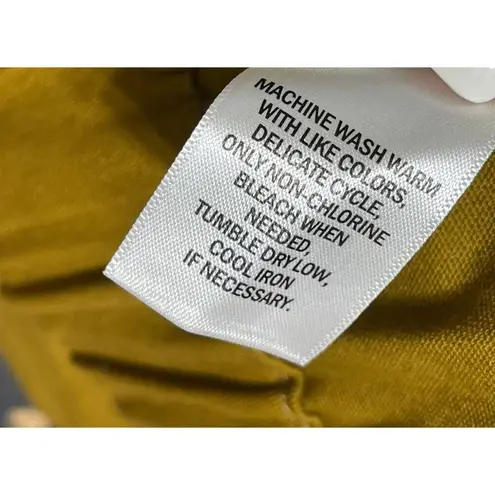 MACHINE WASH WARM
WITH LIKE COLORS,
DELICATE CYCLE,
ONLY NON-CHLORINE
BLEACH WHEN
NEEDED
TUMBLE DRY LOW,
COOL IRON
IF NECESSARY.